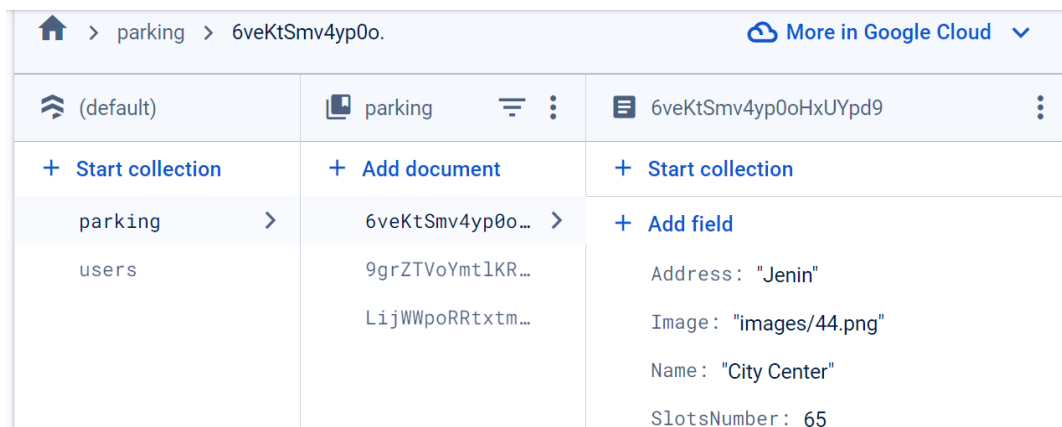 parking > 6veKtSmv4yp0o.
More in Google Cloud
(default)
parking
6veKtSmv4yp0oHxUYpd9
+ Start collection
+ Add document
+ Start collection
parking
6veKtSmv4yp0o…
+ Add field
users
9grZTVoYmtlKR…
Address: "Jenin"
LijWWpoRRtxtm…
Image: "images/44.png"
Name: "City Center"
SlotsNumber: 65